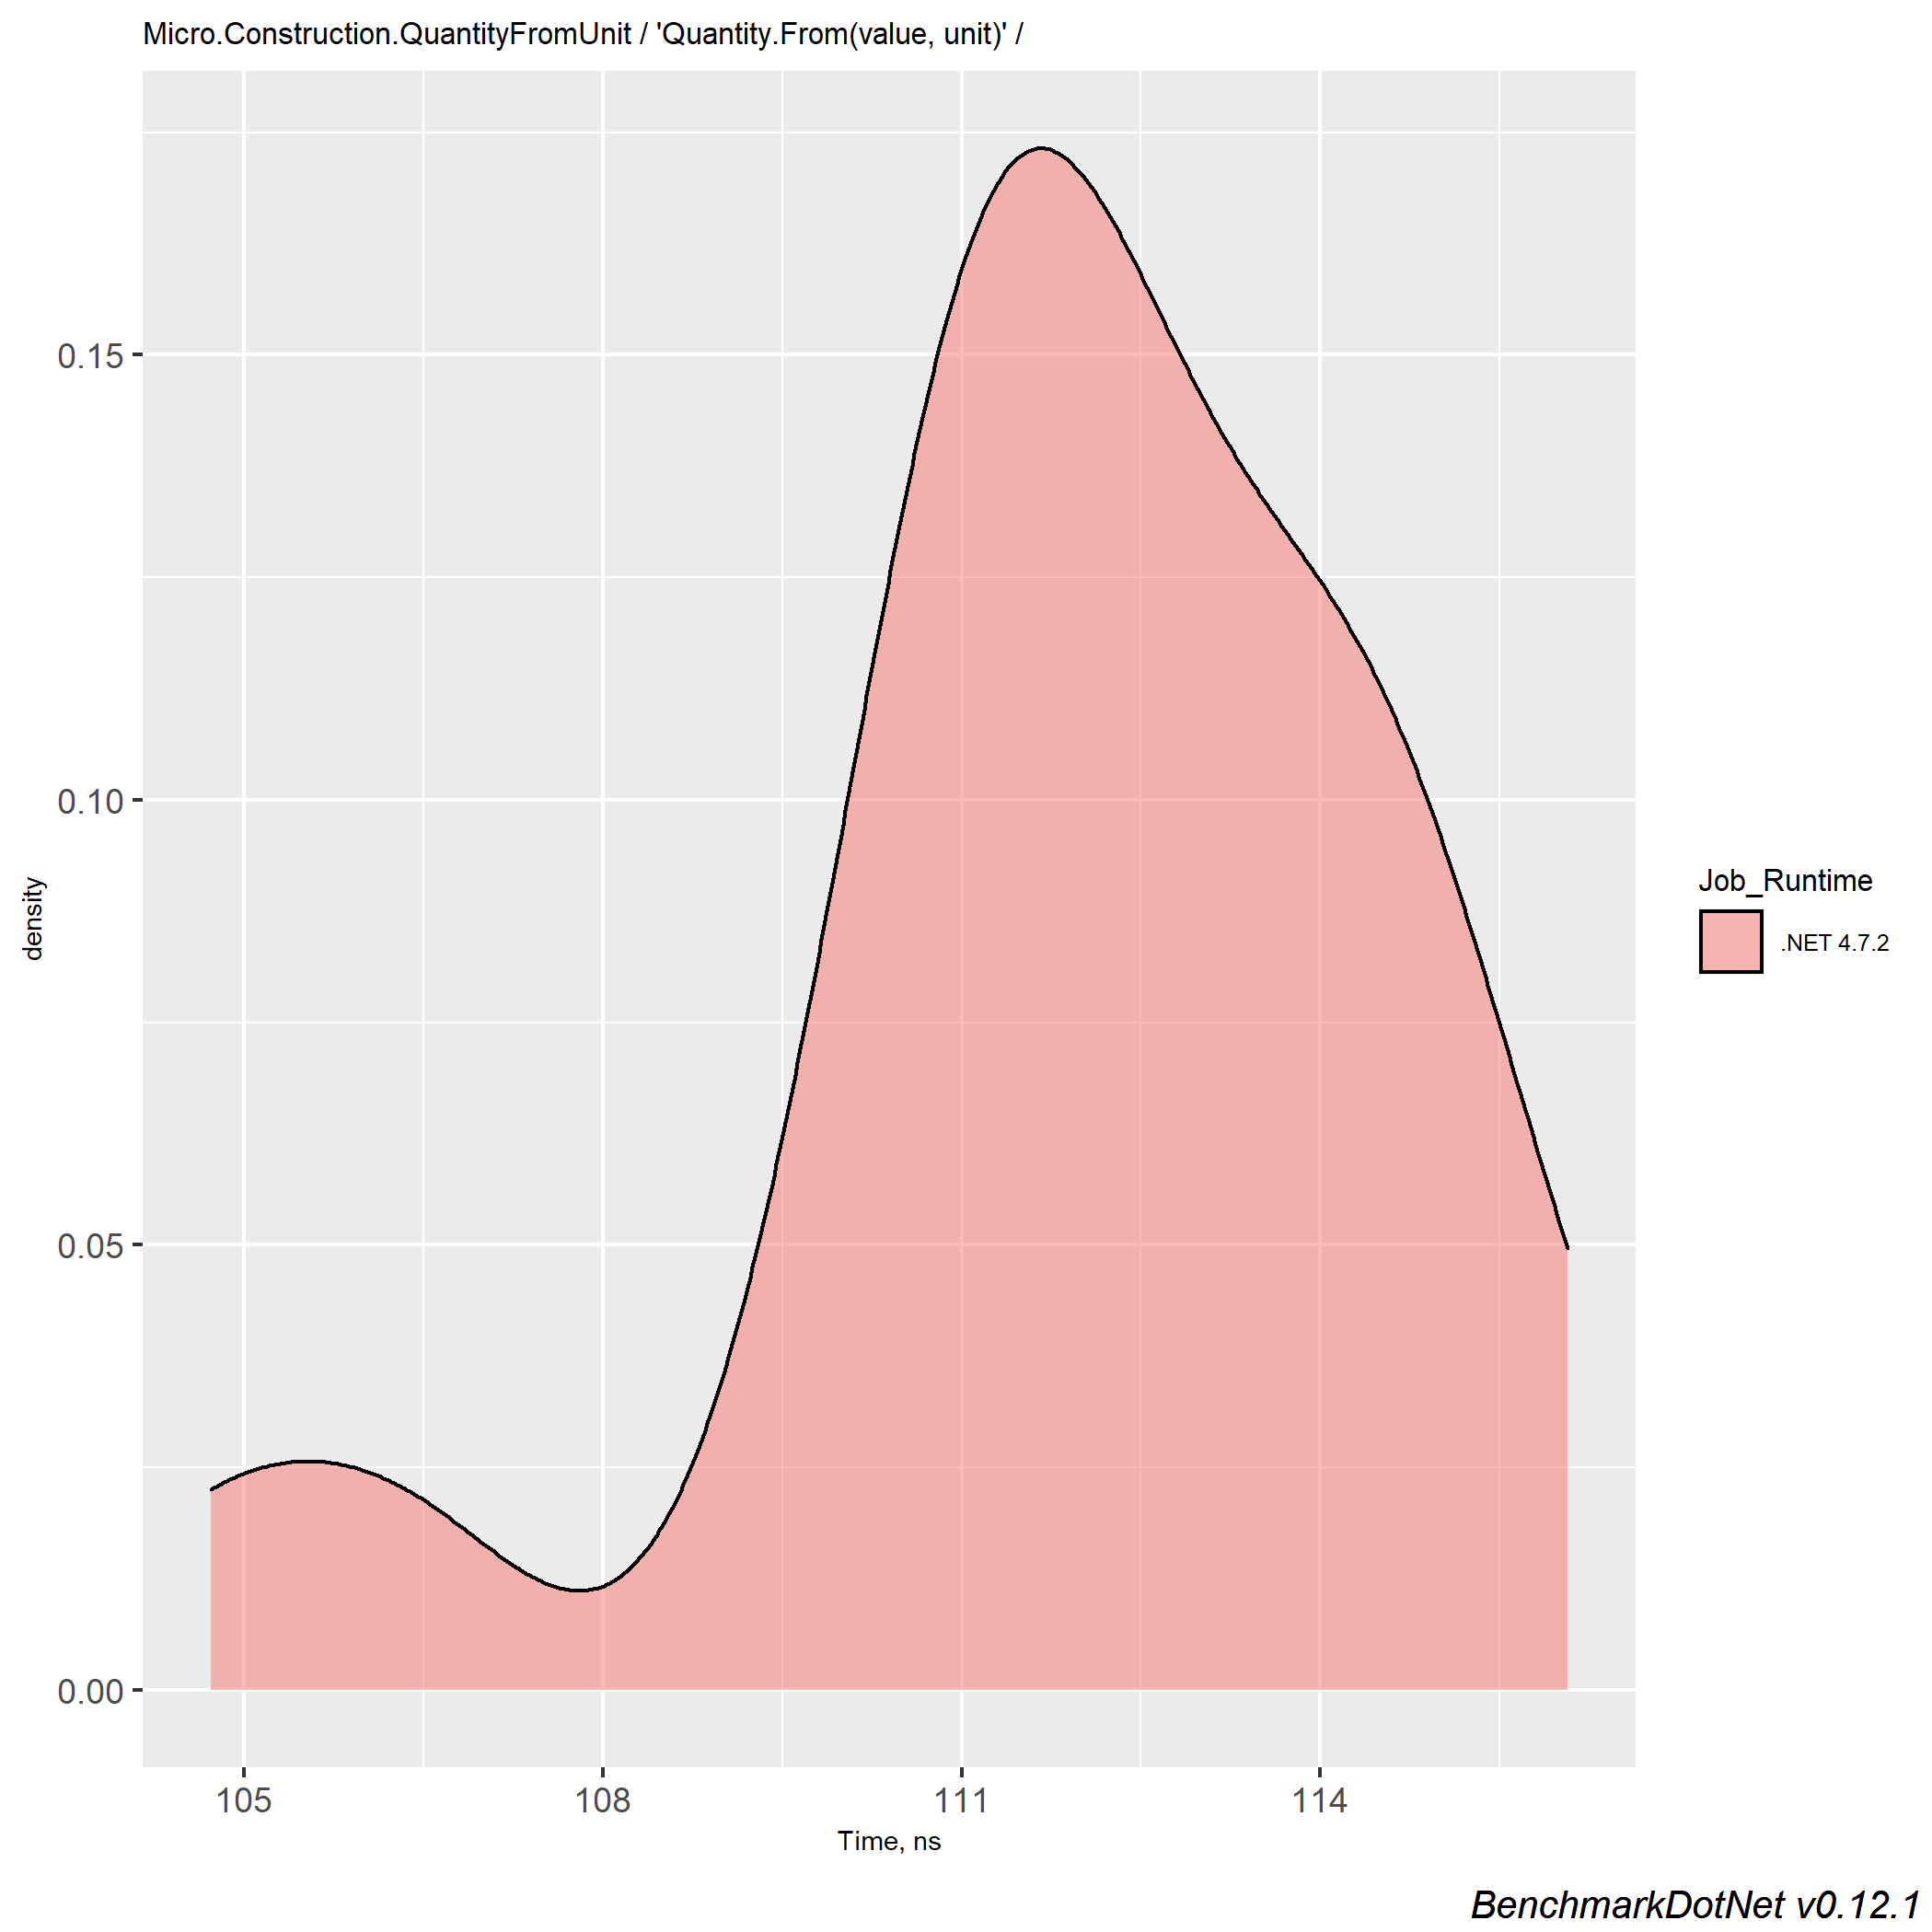 Micro.Construction.QuantityFromUnit / 'Quantity.From(value, unit)' /
0.15
0.10
0.05
0.00
density
105 108 111 114
Time, ns
Job_Runtime
.NET 4.7.2
BenchmarkDotNet v0.12.1